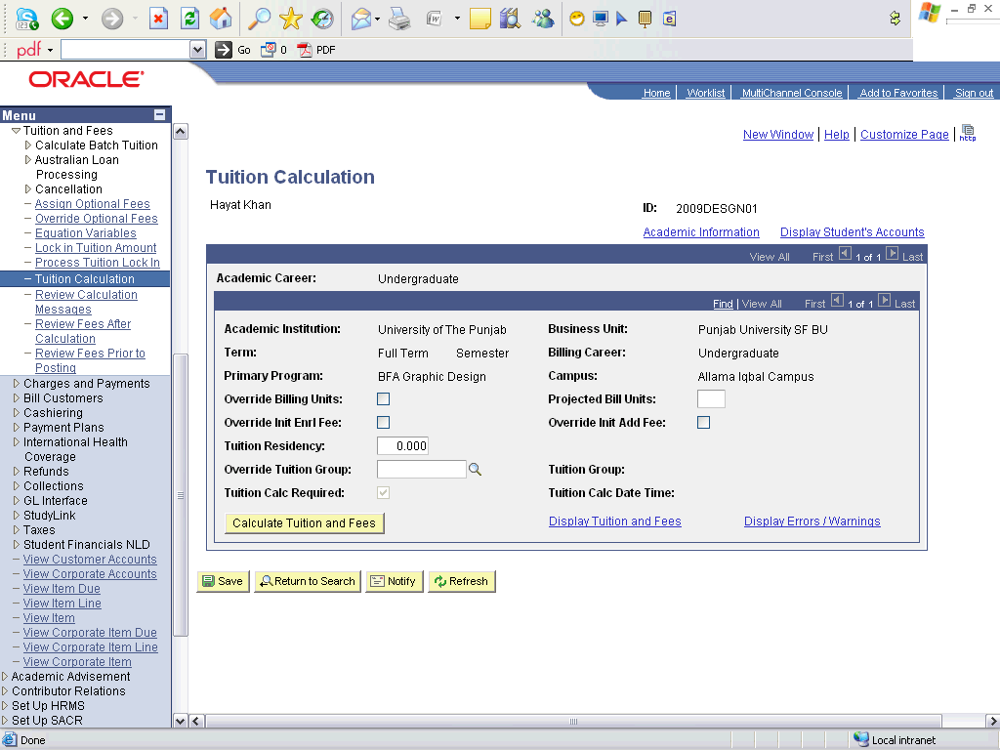 pdf
Go
0
PDF
ORACLE
Home Worklist MultiChannel Console Add to Favorites Sign out
Menu
Tuition and Fees
Calculate Batch Tuition
Australian Loan
Processing
Cancellation
Assign Optional Fees
Override Optional Fees
Equation Variables
Lock in Tuition Amount
Process Tuition Lock In
Tuition Calculation
Review Calculation
Messages
Review Fees After
Calculation
Review Fees Prior to
Posting
Charges and Payments
Bill Customers
Cashiering
Payment Plans
International Health
Coverage
Refunds
Collections
GL Interface
StudyLink
Taxes
Student Financials NLD
View Customer Accounts
View Corporate Accounts
View Item Due
View Item Line
View Item
View Corporate Item Due
View Corporate Item Line
View Corporate Item
Academic Advisement
Contributor Relations
Set Up HRMS
Set Up SACR
New Window | Help | Customize Page | http
Tuition Calculation
Hayat Khan
ID: 2009DESGN01
Academic Information Display Student's Accounts
View All First 1 of 1 Last
Academic Career: Undergraduate
Find | View All First 1 of 1 Last
Academic Institution: University of The Punjab Business Unit: Punjab University SF BU
Term: Full Term Semester Billing Career: Undergraduate
Primary Program: BFA Graphic Design Campus: Allama Iqbal Campus
Override Billing Units: Projected Bill Units:
Override Init Enrl Fee: Override Init Add Fee:
Tuition Residency: 0.000
Override Tuition Group: Tuition Group:
Tuition Calc Required: Tuition Calc Date Time:
Calculate Tuition and Fees Display Tuition and Fees Display Errors / Warnings
Save Return to Search Notify Refresh
Done Local intranet